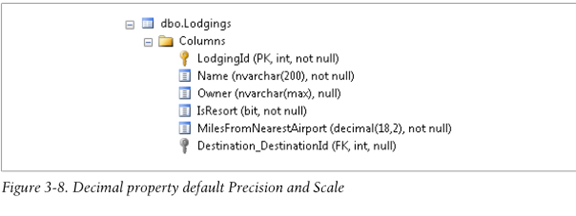 dbo.Lodgings
Columns
LodgingId (PK, int, not null)
Name (nvarchar(200), not null)
Owner (nvarchar(max), null)
IsResort (bit, not null)
MilesFromNearestAirport (decimal(18,2), not null)
Destination_DestinationId (FK, int, null)
Figure 3-8. Decimal property default Precision and Scale